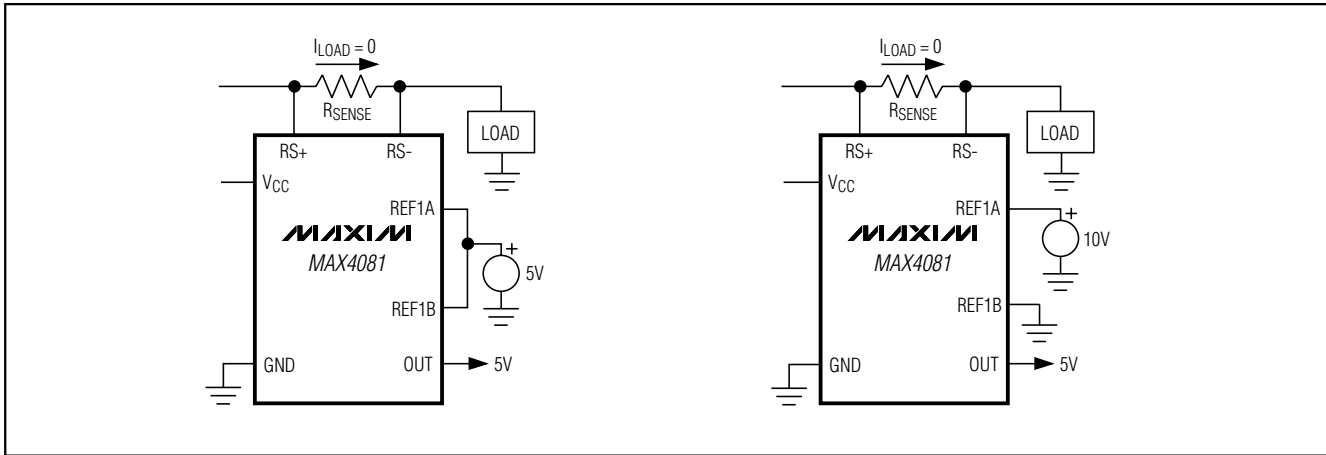 ILOAD = 0
RSENSE
LOAD
RS+ RS-
VCC
REF1A
MAXIM
MAX4081
5V
REF1B
GND
OUT
5V
ILOAD = 0
RSENSE
LOAD
RS+ RS-
VCC
REF1A
MAXIM
MAX4081
10V
REF1B
GND
OUT
5V